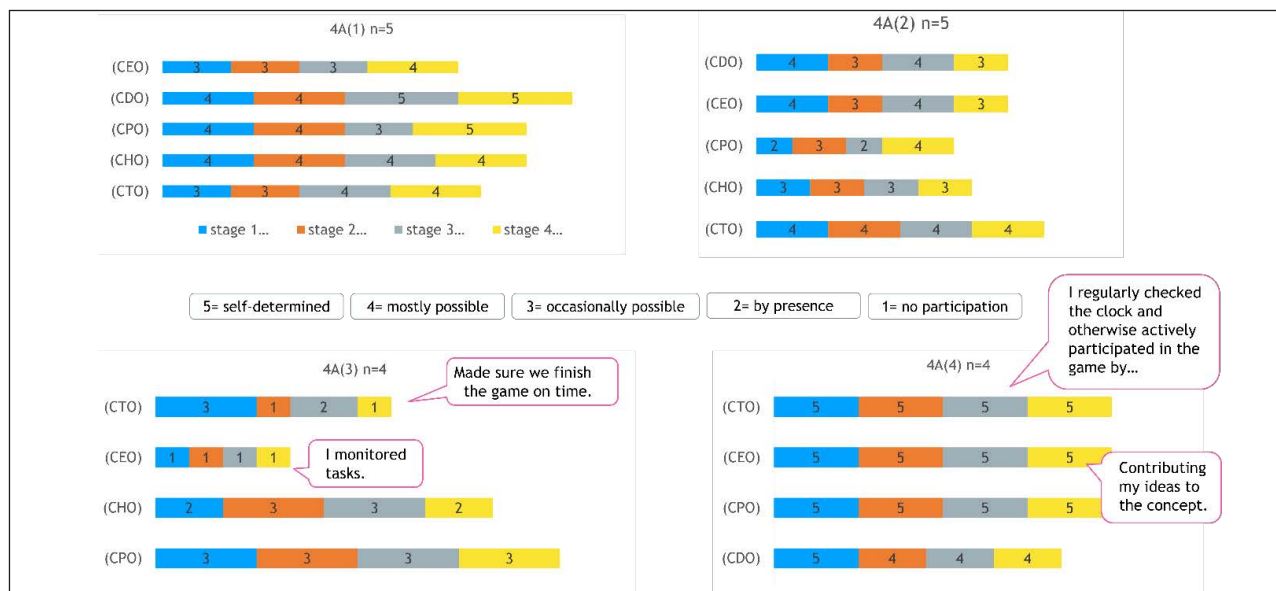 4A(1) n=5
(CEO) 3 3 3 4
(CDO) 4 4 5 5
(CPO) 4 4 3 5
(CHO) 4 4 4 4
(CTO) 3 3 4 4
stage 1... stage 2... stage 3... stage 4...
4A(2) n=5
(CDO) 4 3 4 3
(CEO) 4 3 4 3
(CPO) 2 3 2 4
(CHO) 3 3 3 3
(CTO) 4 4 4 4
5= self-determined 4= mostly possible 3= occasionally possible 2= by presence 1= no participation
4A(3) n=4
(CTO) 3 1 2 1
Made sure we finish
the game on time.
(CEO) 1 1 1 1
I monitored
tasks.
(CHO) 2 3 3 2
(CPO) 3 3 3 3
I regularly checked
the clock and
otherwise actively
participated in the
game by...
4A(4) n=4
(CTO) 5 5 5 5
(CEO) 5 5 5 5
Contributing
my ideas to
the concept.
(CPO) 5 5 5 5
(CDO) 5 4 4 4